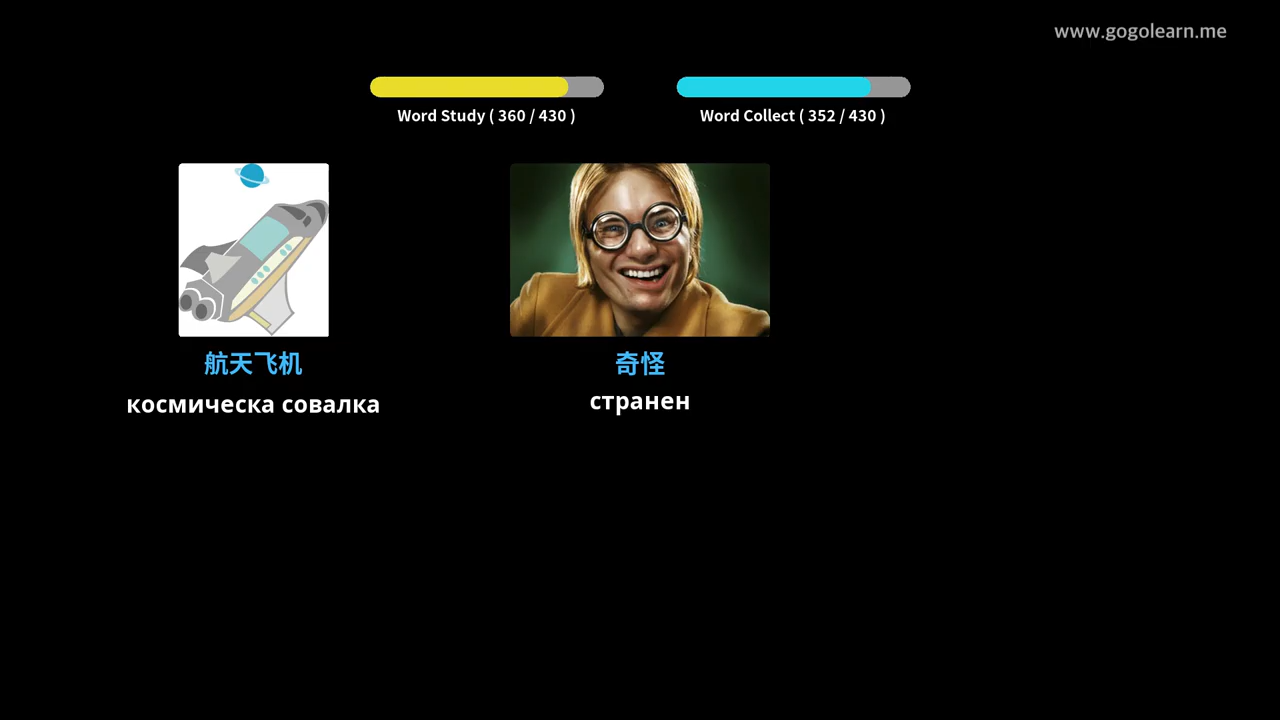 www.gogolearn.me
Word Study ( 360 / 430 )
Word Collect ( 352 / 430 )
航天飞机
奇怪
космическа совалка
странен